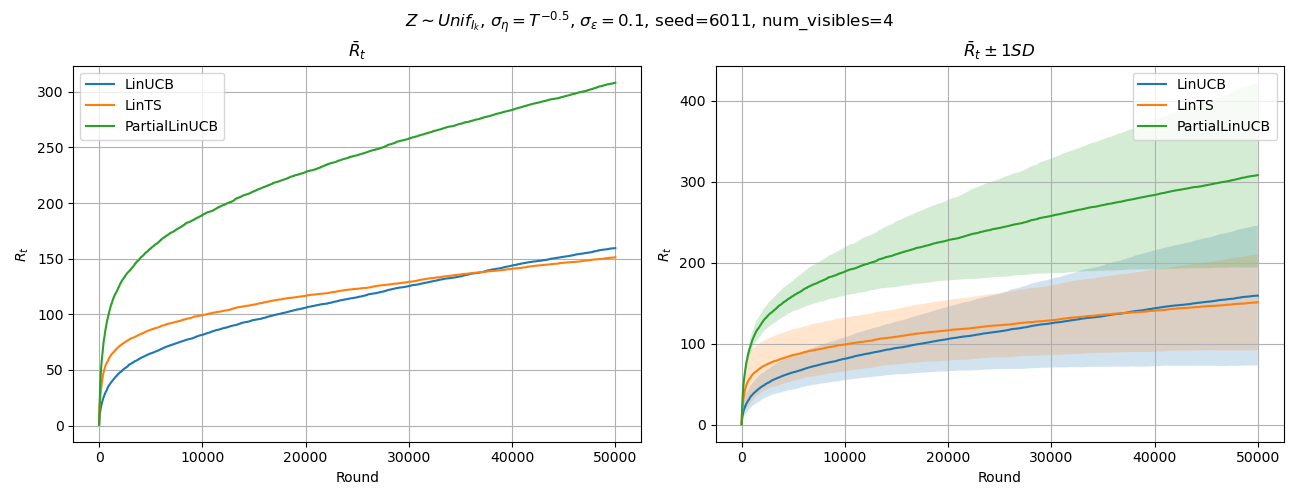 Z ∼ Unif_{I_k}, σ_η = T^{−0.5}, σ_ε = 0.1, seed=6011, num_visibles=4
R̄_t
R_t
300
250
200
150
100
50
0
LinUCB
LinTS
PartialLinUCB
0 10000 20000 30000 40000 50000
Round
R̄_t ± 1SD
R_t
400
300
200
100
0
LinUCB
LinTS
PartialLinUCB
0 10000 20000 30000 40000 50000
Round